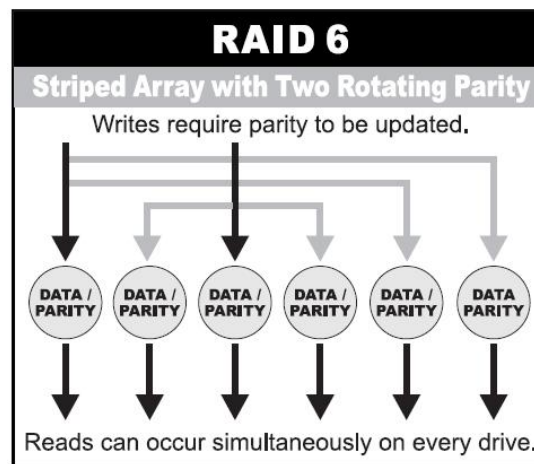 RAID 6
Striped Array with Two Rotating Parity
Writes require parity to be updated.
DATA / DATA / DATA / DATA / DATA / DATA
PARITY PARITY PARITY PARITY PARITY PARITY
Reads can occur simultaneously on every drive.